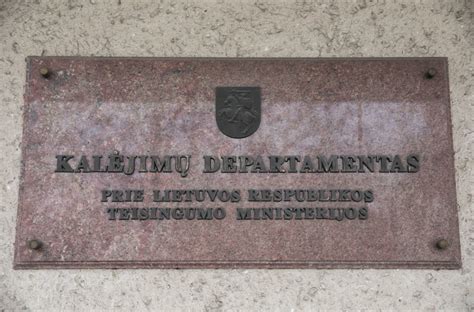 KALĖJIMŲ DEPARTAMENTAS
PRIE LIETUVOS RESPUBLIKOS
TEISINGUMO MINISTERIJOS